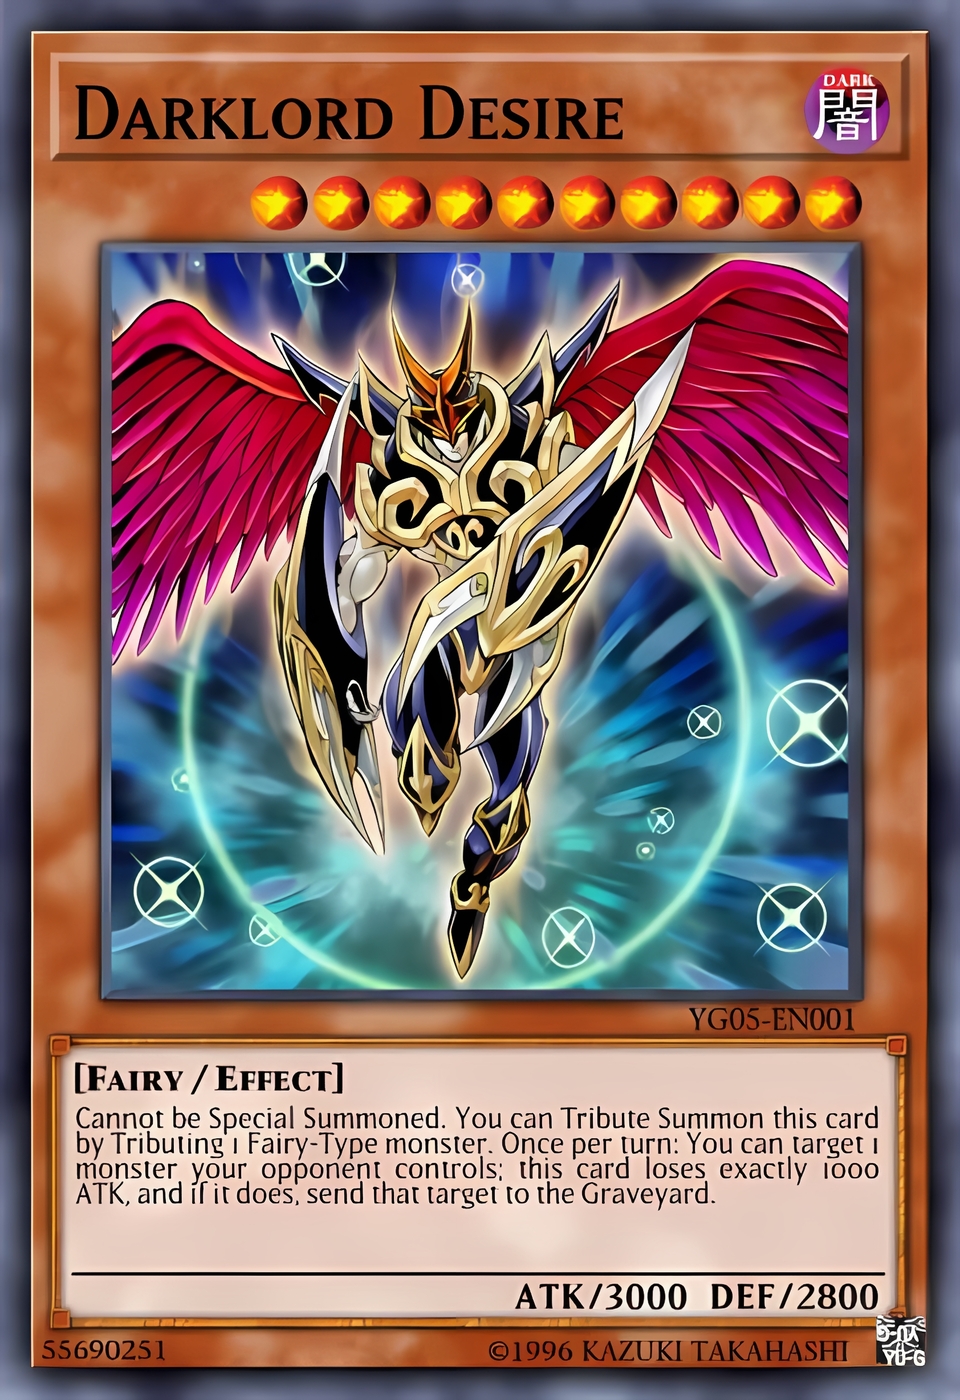 DARKLORD DESIRE
DARK
闇
YG05-EN001
[FAIRY / EFFECT]
Cannot be Special Summoned. You can Tribute Summon this card
by Tributing 1 Fairy-Type monster. Once per turn: You can target 1
monster your opponent controls; this card loses exactly 1000
ATK, and if it does, send that target to the Graveyard.
ATK/3000 DEF/2800
55690251
©1996 KAZUKI TAKAHASHI